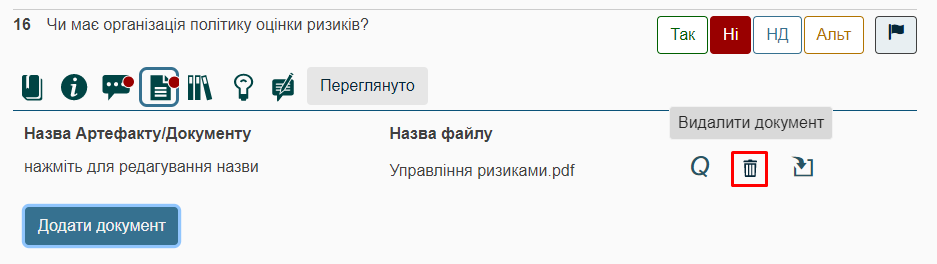 16 Чи має організація політику оцінки ризиків?
Так Ні НД Альт
Переглянуто
Видалити документ
Назва Артефакту/Документу Назва файлу
нажміть для редагування назви Управління ризиками.pdf Q
Додати документ